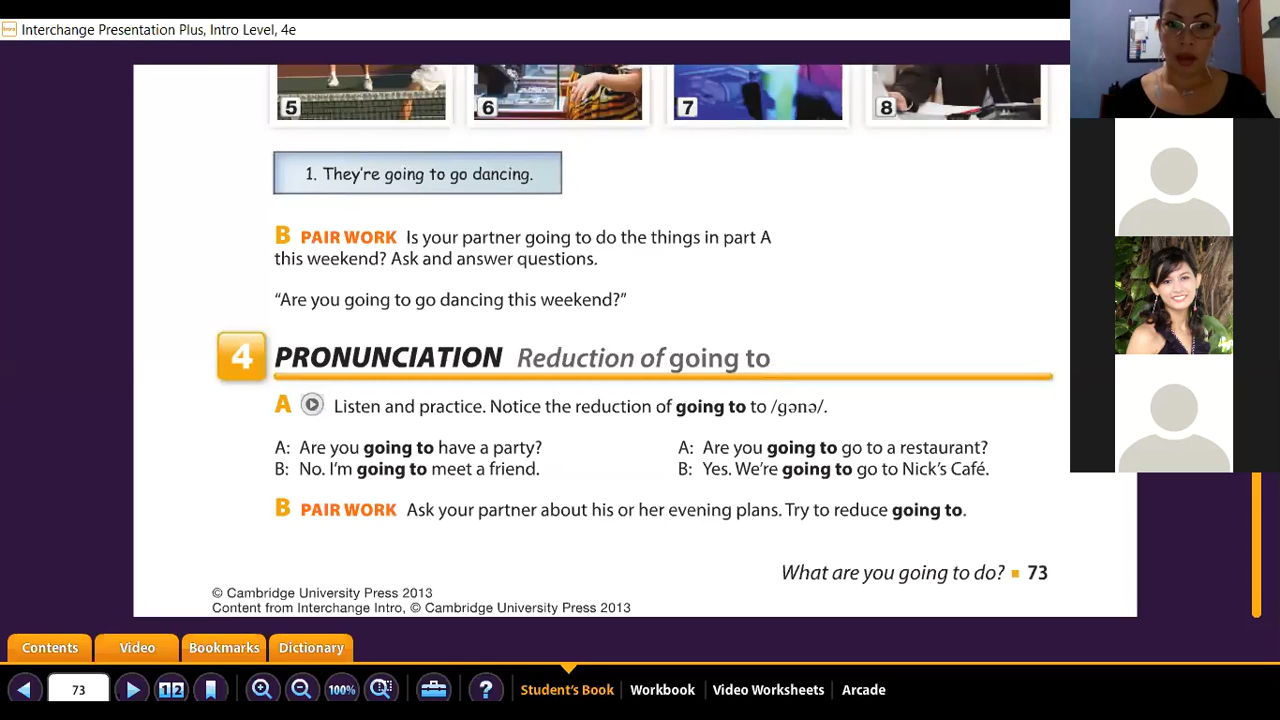 Interchange Presentation Plus, Intro Level, 4e
5
6
7
8
1. They're going to go dancing.
B PAIR WORK Is your partner going to do the things in part A
this weekend? Ask and answer questions.
“Are you going to go dancing this weekend?”
4 PRONUNCIATION Reduction of going to
A Listen and practice. Notice the reduction of going to to /gənə/.
A: Are you going to have a party?
B: No. I'm going to meet a friend.
A: Are you going to go to a restaurant?
B: Yes. We're going to go to Nick's Café.
B PAIR WORK Ask your partner about his or her evening plans. Try to reduce going to.
What are you going to do? ▪ 73
© Cambridge University Press 2013
Content from Interchange Intro, © Cambridge University Press 2013
Contents Video Bookmarks Dictionary
73 12 100% ? Student's Book Workbook Video Worksheets Arcade